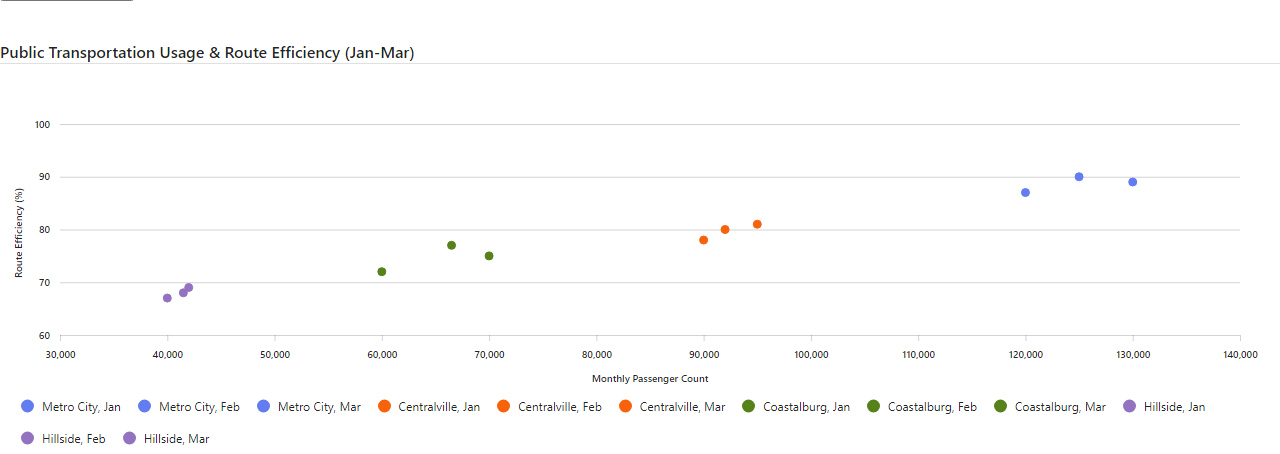 Public Transportation Usage & Route Efficiency (Jan-Mar)
100
90
80
70
60
Route Efficiency (%)
30,000 40,000 50,000 60,000 70,000 80,000 90,000 100,000 110,000 120,000 130,000 140,000
Monthly Passenger Count
Metro City, Jan Metro City, Feb Metro City, Mar Centralville, Jan Centralville, Feb Centralville, Mar Coastalburg, Jan Coastalburg, Feb Coastalburg, Mar Hillside, Jan
Hillside, Feb Hillside, Mar